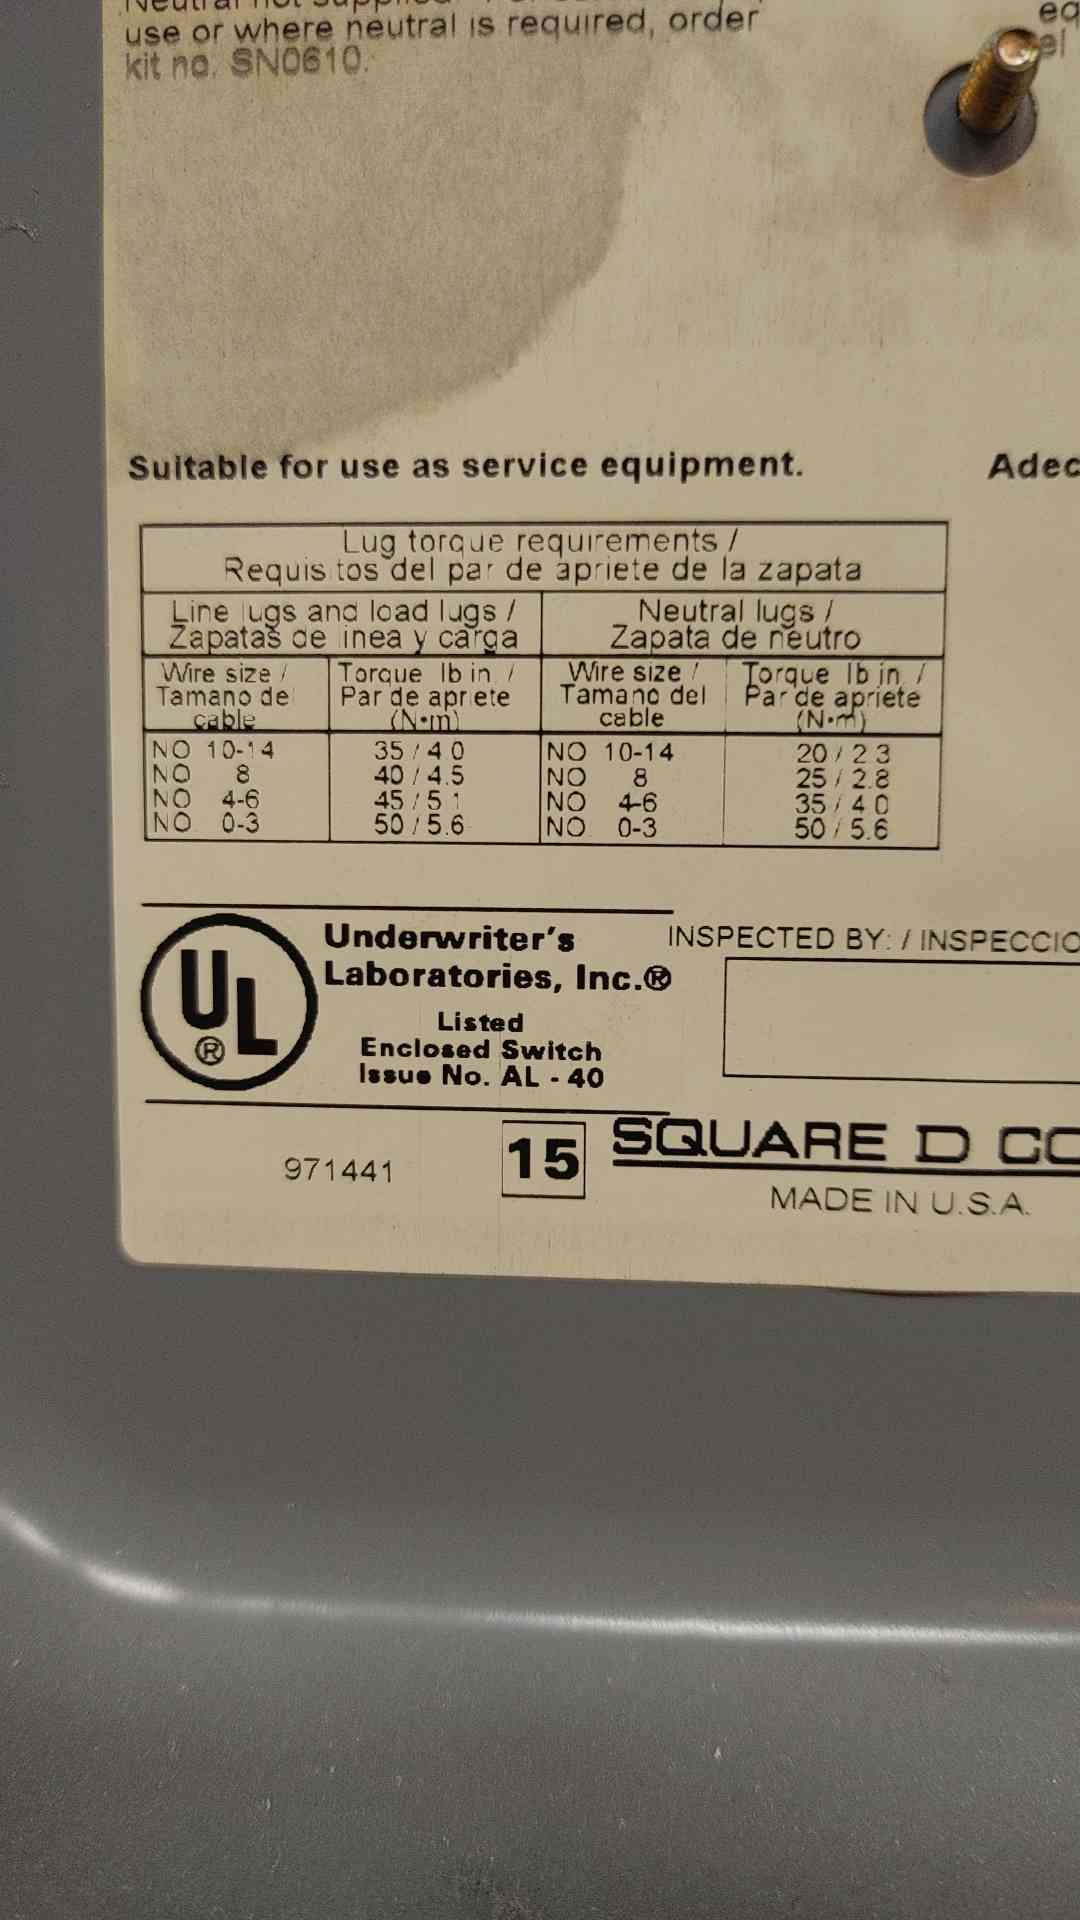 use or where neutral is required, order
kit no. SN0610.
eq
el
Suitable for use as service equipment.
Adec
Lug torque requirements /
Requisitos del par de apriete de la zapata
Line lugs and load lugs /
Zapatas de linea y carga
Neutral lugs /
Zapata de neutro
Wire size /
Tamano de
cable
Torque lb in /
Par de apriete
(N•m)
Wire size /
Tamano del
cable
Torque lb in /
Par de apriete
(N•m)
NO 10-14 35 / 4 0 NO 10-14 20 / 2 3
NO 8 40 / 4.5 NO 8 25 / 2.8
NO 4-6 45 / 5 1 NO 4-6 35 / 4 0
NO. 0-3 50 / 5.6 NO. 0-3 50 / 5.6
UL
®
Underwriter's
Laboratories, Inc.®
Listed
Enclosed Switch
Issue No. AL - 40
INSPECTED BY: / INSPECCIO
971441
15
SQUARE D CO
MADE IN U.S.A.